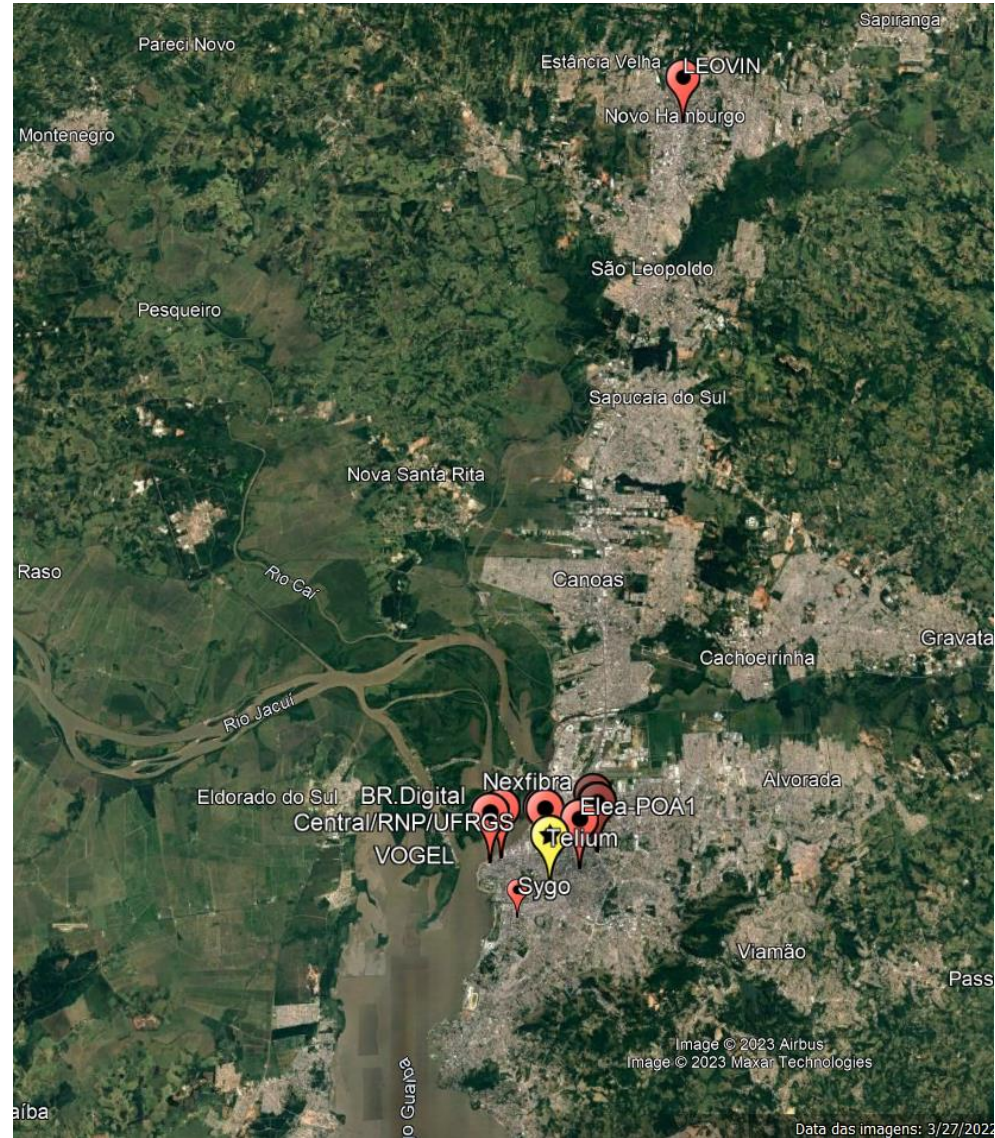 Sapiranga
Pareci Novo
Estância Velha
LEOVIN
Novo Hamburgo
Montenegro
São Leopoldo
Pesqueiro
Sapucaia do Sul
Nova Santa Rita
Raso
Rio Caí
Canoas
Gravata
Cachoeirinha
Rio Jacuí
Nexfibra
Alvorada
Eldorado do Sul
BR.Digital
Elea-POA1
Central/RNP/UFRGS
Telium
VOGEL
Sygo
Viamão
Pass
Image © 2023 Airbus
Image © 2023 Maxar Technologies
aíba
o Guaíba
Data das imagens: 3/27/2022